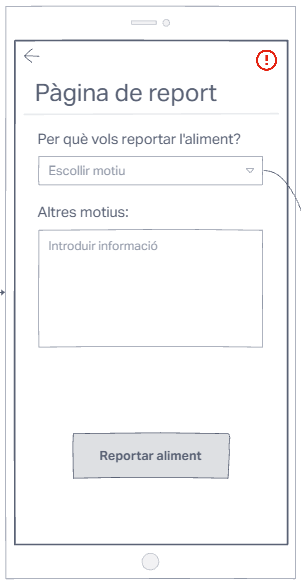 Pàgina de report
Per què vols reportar l'aliment?
Escollir motiu
Altres motius:
Introduir informació
Reportar aliment